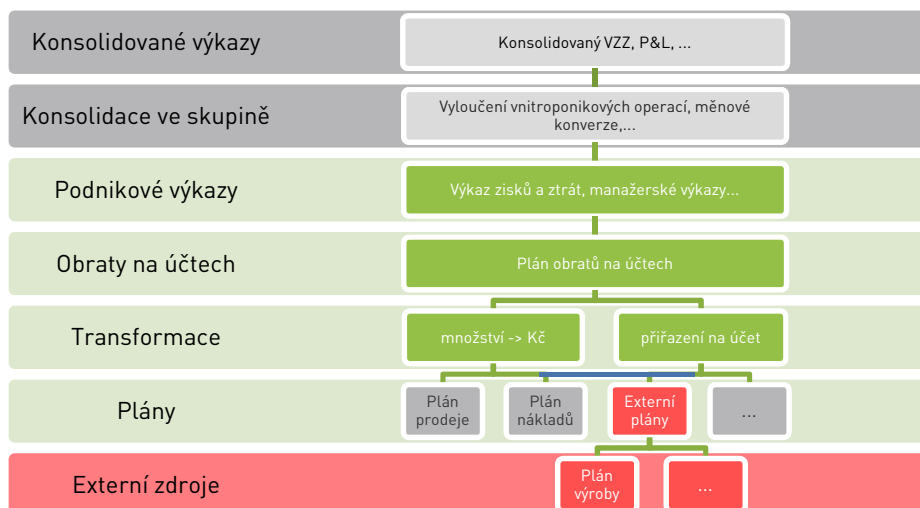 Konsolidované výkazy
Konsolidovaný VZZ, P&L, ...
Konsolidace ve skupině
Vyloučení vnitroponikových operací, měnové
konverze,...
Podnikové výkazy
Výkaz zisků a ztrát, manažerské výkazy...
Obraty na účtech
Plán obratů na účtech
Transformace
množství -> Kč
přiřazení na účet
Plány
Plán
prodeje
Plán
nákladů
Externí
plány
...
Externí zdroje
Plán
výroby
...